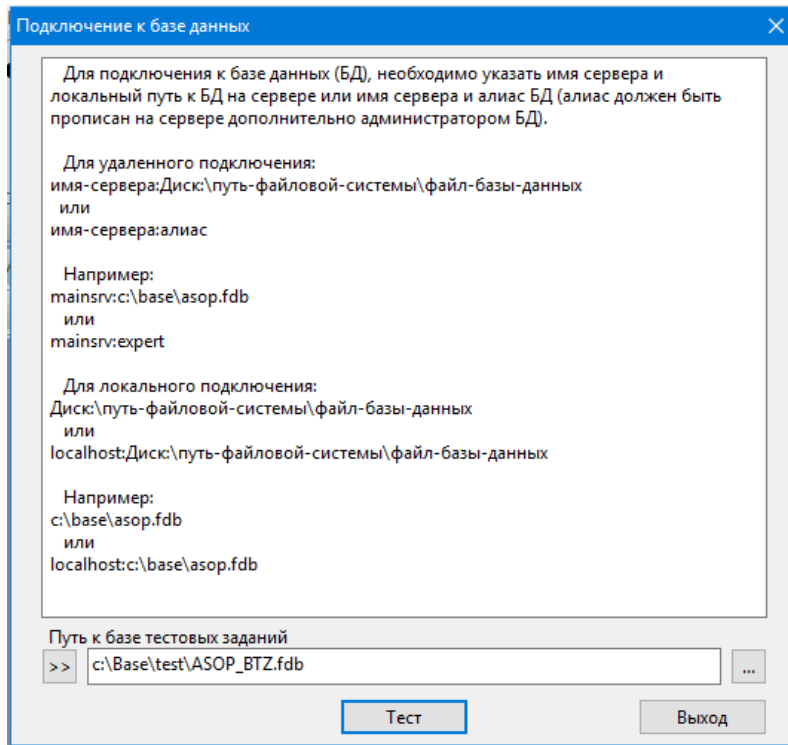 Подключение к базе данных
Для подключения к базе данных (БД), необходимо указать имя сервера и
локальный путь к БД на сервере или имя сервера и алиас БД (алиас должен быть
прописан на сервере дополнительно администратором БД).
Для удаленного подключения:
имя-сервера:Диск:\путь-файловой-системы\файл-базы-данных
или
имя-сервера:алиас
Например:
mainsrv:c:\base\asop.fdb
или
mainsrv:expert
Для локального подключения:
Диск:\путь-файловой-системы\файл-базы-данных
или
localhost:Диск:\путь-файловой-системы\файл-базы-данных
Например:
c:\base\asop.fdb
или
localhost:c:\base\asop.fdb
Путь к базе тестовых заданий
>> c:\Base\test\ASOP_BTZ.fdb ...
Тест Выход